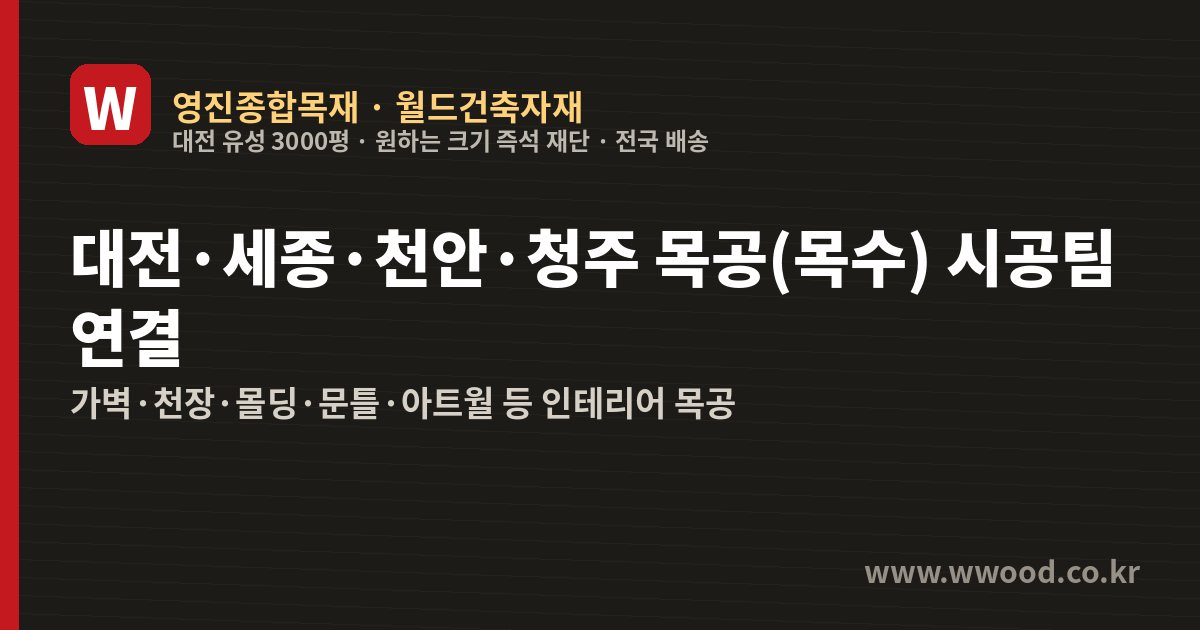 W
영진종합목재 · 월드건축자재
대전 유성 3000평 · 원하는 크기 즉석 재단 · 전국 배송
대전·세종·천안·청주 목공(목수) 시공팀
연결
가벽·천장·몰딩·문틀·아트월 등 인테리어 목공
www.wwood.co.kr